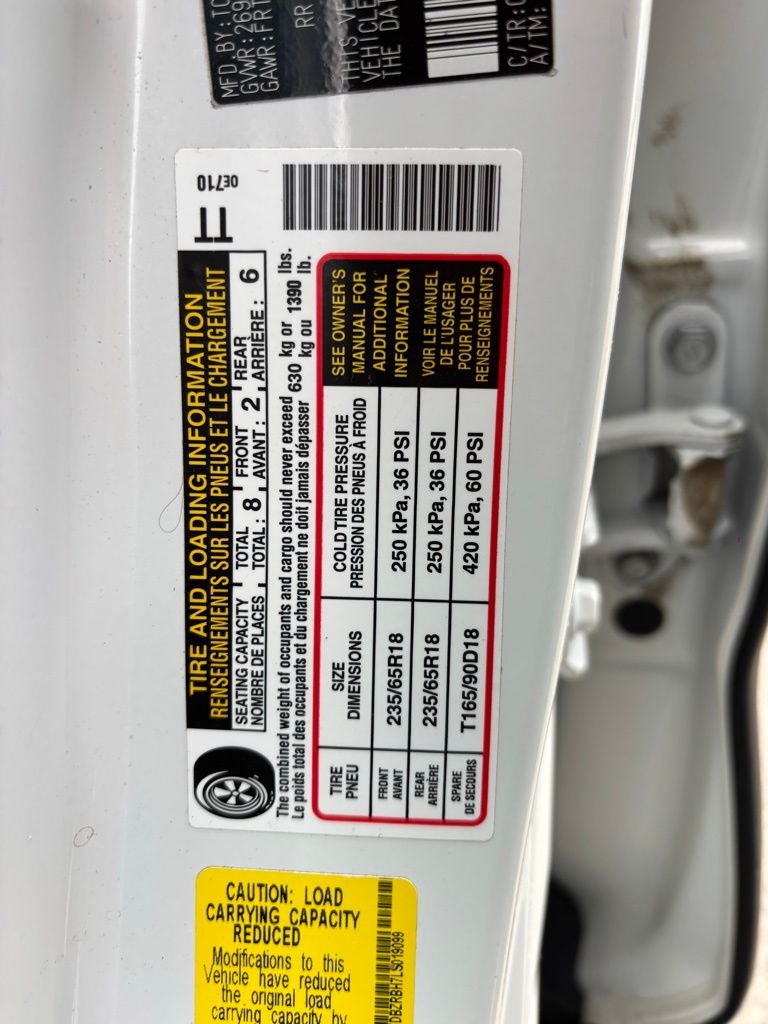 MFD. BY: TO
GVWR: 269
GAWR: FRT
RR
THIS VE
VEHICLE
THE DAT
C/TR:
A/TM:
TIRE AND LOADING INFORMATION
RENSEIGNEMENTS SUR LES PNEUS ET LE CHARGEMENT
0E710
SEATING CAPACITY TOTAL 8 FRONT 2 REAR 6
NOMBRE DE PLACES TOTAL: AVANT: ARRIÈRE:
The combined weight of occupants and cargo should never exceed 630 kg or 1390 lbs.
Le poids total des occupants et du chargement ne doit jamais dépasser kg ou lb.
TIRE SIZE COLD TIRE PRESSURE SEE OWNER'S
PNEU DIMENSIONS PRESSION DES PNEUS À FROID MANUAL FOR
FRONT 235/65R18 250 kPa, 36 PSI ADDITIONAL
AVANT INFORMATION
REAR 235/65R18 250 kPa, 36 PSI VOIR LE MANUEL
ARRIÈRE DE L'USAGER
SPARE T165/90D18 420 kPa, 60 PSI POUR PLUS DE
DE SECOURS RENSEIGNEMENTS
CAUTION: LOAD
CARRYING CAPACITY
REDUCED
Modifications to this
Vehicle have reduced
the original load
carrying capacity by
DBZRBH7LS019099